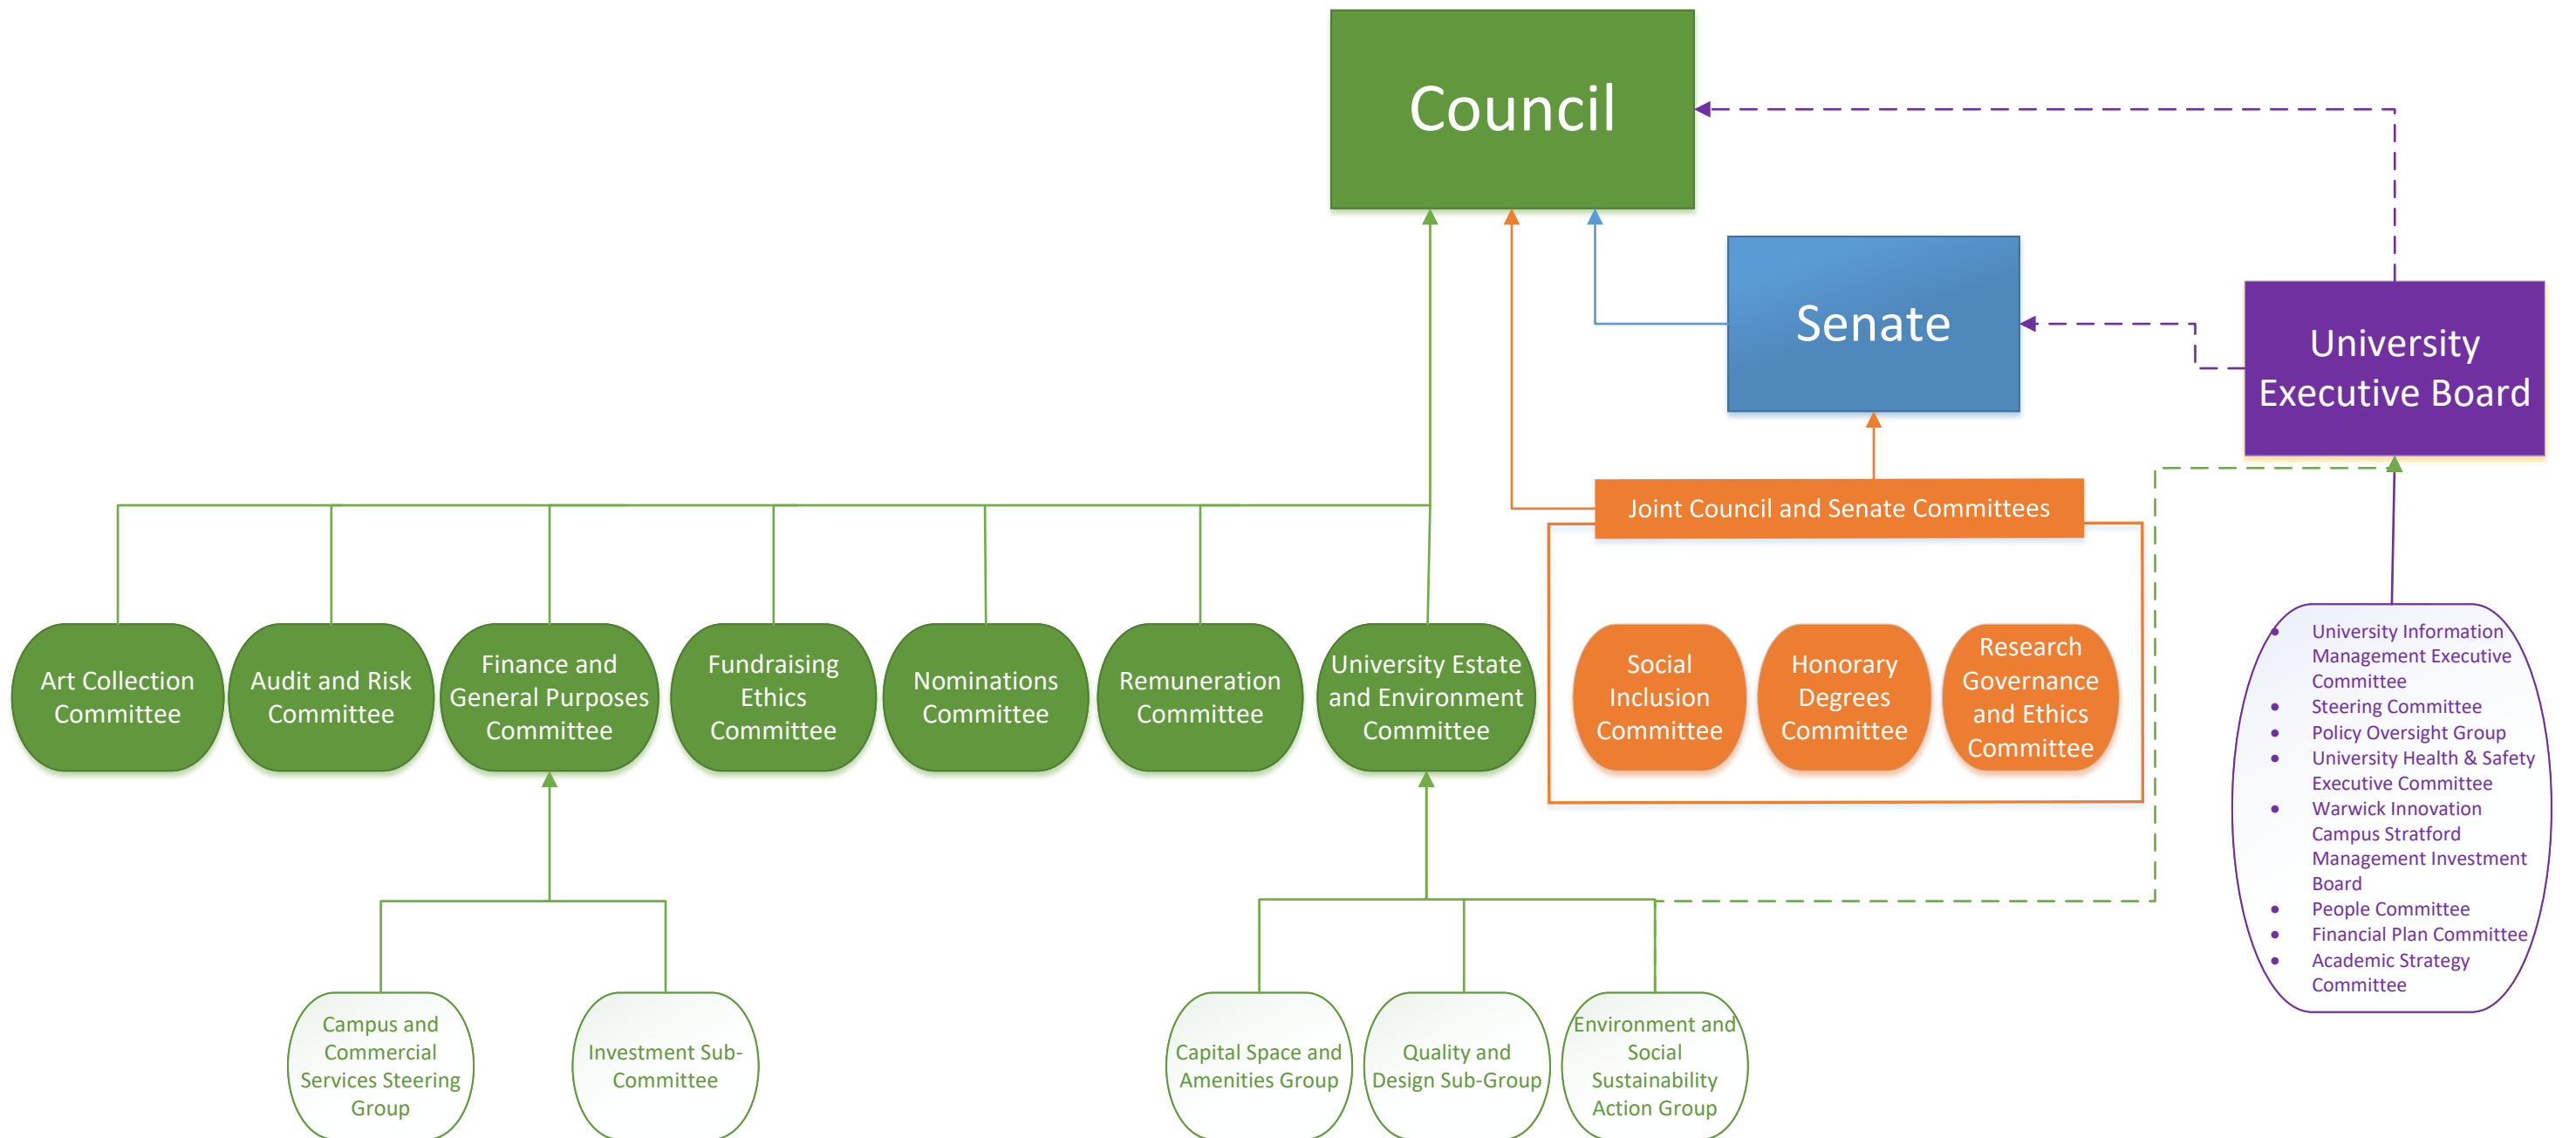 Council
Senate
University
Executive Board
Joint Council and Senate Committees
Art Collection
Committee
Audit and Risk
Committee
Finance and
General Purposes
Committee
Fundraising
Ethics
Committee
Nominations
Committee
Remuneration
Committee
University Estate
and Environment
Committee
Social
Inclusion
Committee
Honorary
Degrees
Committee
Research
Governance
and Ethics
Committee
• University Information
Management Executive
Committee
• Steering Committee
• Policy Oversight Group
• University Health & Safety
Executive Committee
• Warwick Innovation
Campus Stratford
Management Investment
Board
• People Committee
• Financial Plan Committee
• Academic Strategy
Committee
Campus and
Commercial
Services Steering
Group
Investment Sub-
Committee
Capital Space and
Amenities Group
Quality and
Design Sub-Group
Environment and
Social
Sustainability
Action Group